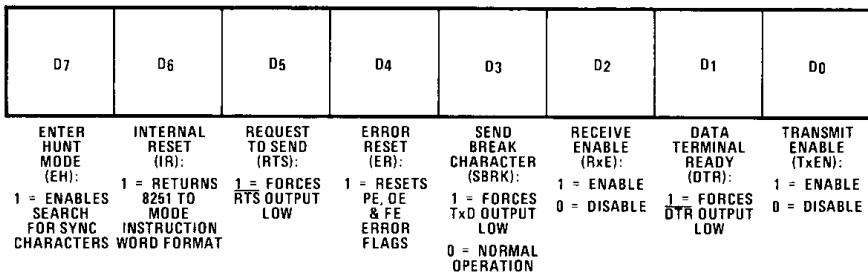 D7 D6 D5 D4 D3 D2 D1 D0
ENTER
HUNT
MODE
(EH):
1 = ENABLES
SEARCH
FOR SYNC
CHARACTERS
INTERNAL
RESET
(IR):
1 = RETURNS
8251 TO
MODE
INSTRUCTION
WORD FORMAT
REQUEST
TO SEND
(RTS):
1 = FORCES
RTS OUTPUT
LOW
ERROR
RESET
(ER):
1 = RESETS
PE, OE
& FE
ERROR
FLAGS
SEND
BREAK
CHARACTER
(SBRK):
1 = FORCES
TxD OUTPUT
LOW
0 = NORMAL
OPERATION
RECEIVE
ENABLE
(RxE):
1 = ENABLE
0 = DISABLE
DATA
TERMINAL
READY
(DTR):
1 = FORCES
DTR OUTPUT
LOW
TRANSMIT
ENABLE
(TxEN):
1 = ENABLE
0 = DISABLE